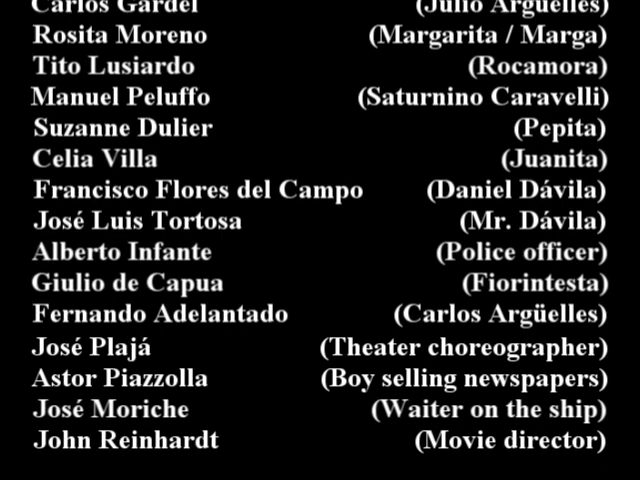 Carlos Gardel (Julio Argüelles)
Rosita Moreno (Margarita / Marga)
Tito Lusiardo (Rocamora)
Manuel Peluffo (Saturnino Caravelli)
Suzanne Dulier (Pepita)
Celia Villa (Juanita)
Francisco Flores del Campo (Daniel Dávila)
José Luis Tortosa (Mr. Dávila)
Alberto Infante (Police officer)
Giulio de Capua (Fiorintesta)
Fernando Adelantado (Carlos Argüelles)
José Plajá (Theater choreographer)
Astor Piazzolla (Boy selling newspapers)
José Moriche (Waiter on the ship)
John Reinhardt (Movie director)